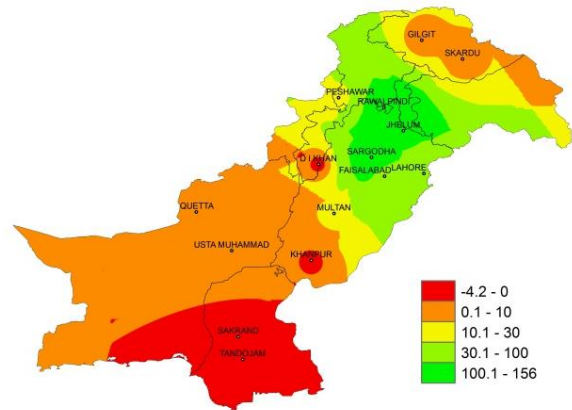 GILGIT
SKARDU
PESHAWAR
RAWALPINDI
JHBLUM
SARGODHA
D I KHAN
FAISALABAD
LAHORE
QUETTA
MULTAN
USTA MUHAMMAD
KHANPUR
-4.2 - 0
0.1 - 10
10.1 - 30
30.1 - 100
100.1 - 156
SAKRAND
TANDOJAM